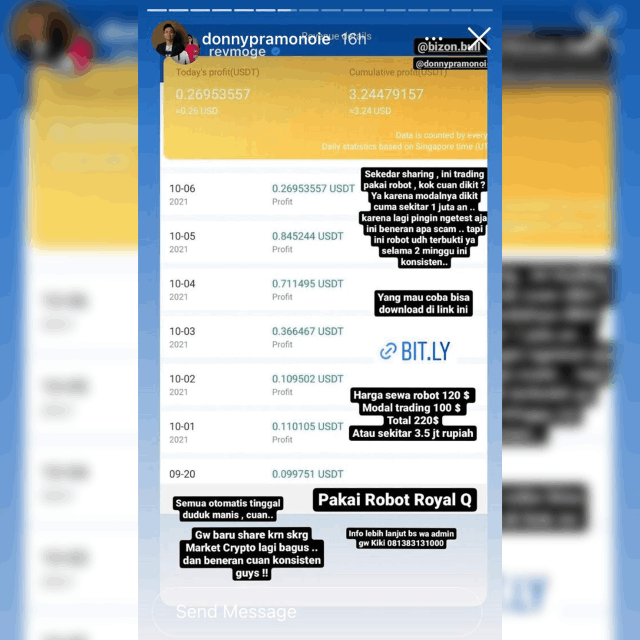 donnypramonoie 16h
revmoge
@bizon.bull
@donnypramonoi
Today's profit(USDT) Cumulative profit(USDT)
0.26953557 3.24479157
≈0.26 USD ≈3.24 USD
Data is counted by every
Daily statistics based on Singapore time (UT
10-06 0.26953557 USDT
2021 Profit
10-05 0.845244 USDT
2021 Profit
10-04 0.711495 USDT
2021 Profit
10-03 0.366467 USDT
2021 Profit
10-02 0.109502 USDT
2021 Profit
10-01 0.110105 USDT
2021 Profit
09-20 0.099751 USDT
Sekedar sharing , ini trading
pakai robot , kok cuan dikit ?
Ya karena modalnya dikit
cuma sekitar 1 juta an ..
karena lagi pingin ngetest aja
ini beneran apa scam .. tapi
ini robot udh terbukti ya
selama 2 minggu ini
konsisten..
Yang mau coba bisa
download di link ini
BIT.LY
Harga sewa robot 120 $
Modal trading 100 $
Total 220$
Atau sekitar 3.5 jt rupiah
Pakai Robot Royal Q
Semua otomatis tinggal
duduk manis , cuan..
Gw baru share krn skrg
Market Crypto lagi bagus ..
dan beneran cuan konsisten
guys !!
Info lebih lanjut bs wa admin
gw Kiki 081383131000
Send Message